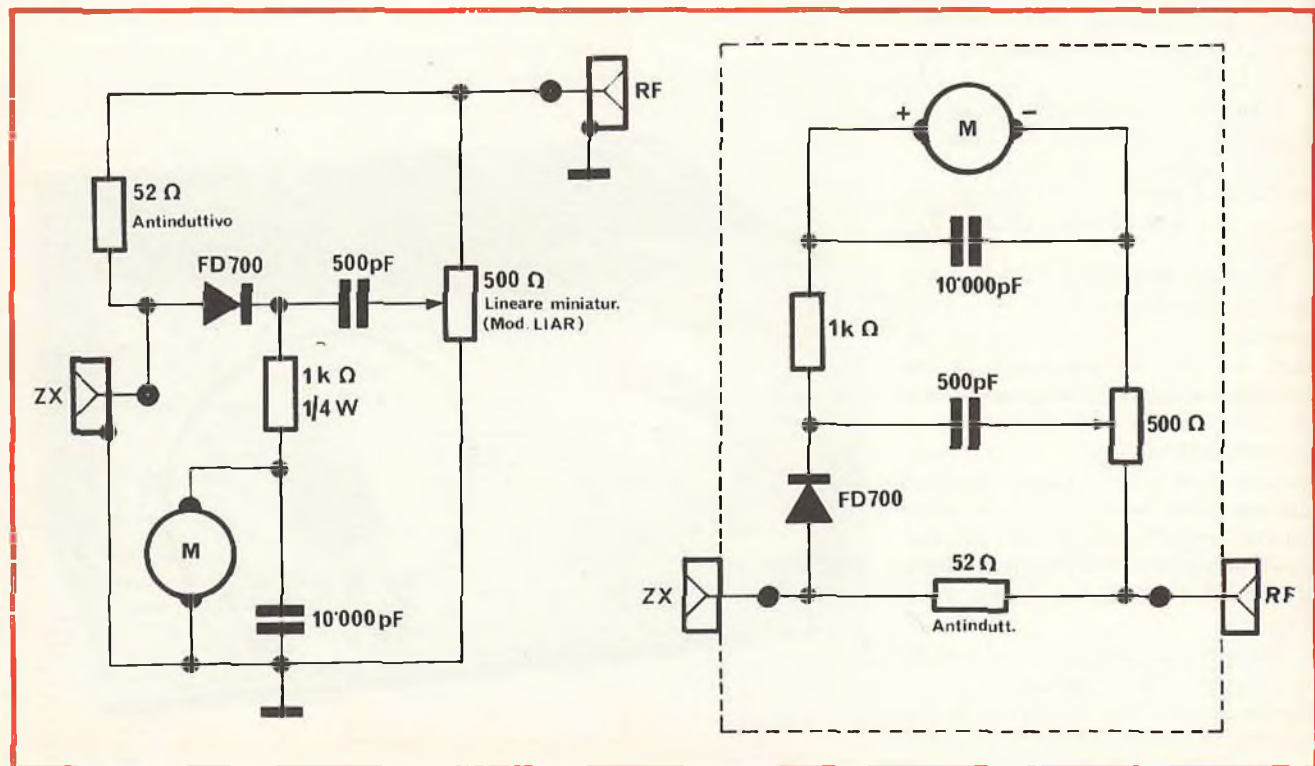 RF
52 Ω
Antinduttivo
FD700
500pF
500 Ω
Lineare miniatur.
(Mod. LIAR)
ZX
1k Ω
1/4 W
M
10'000pF
+
M
−
10'000pF
1k Ω
500pF
500 Ω
FD700
52 Ω
Antindutt.
ZX
RF